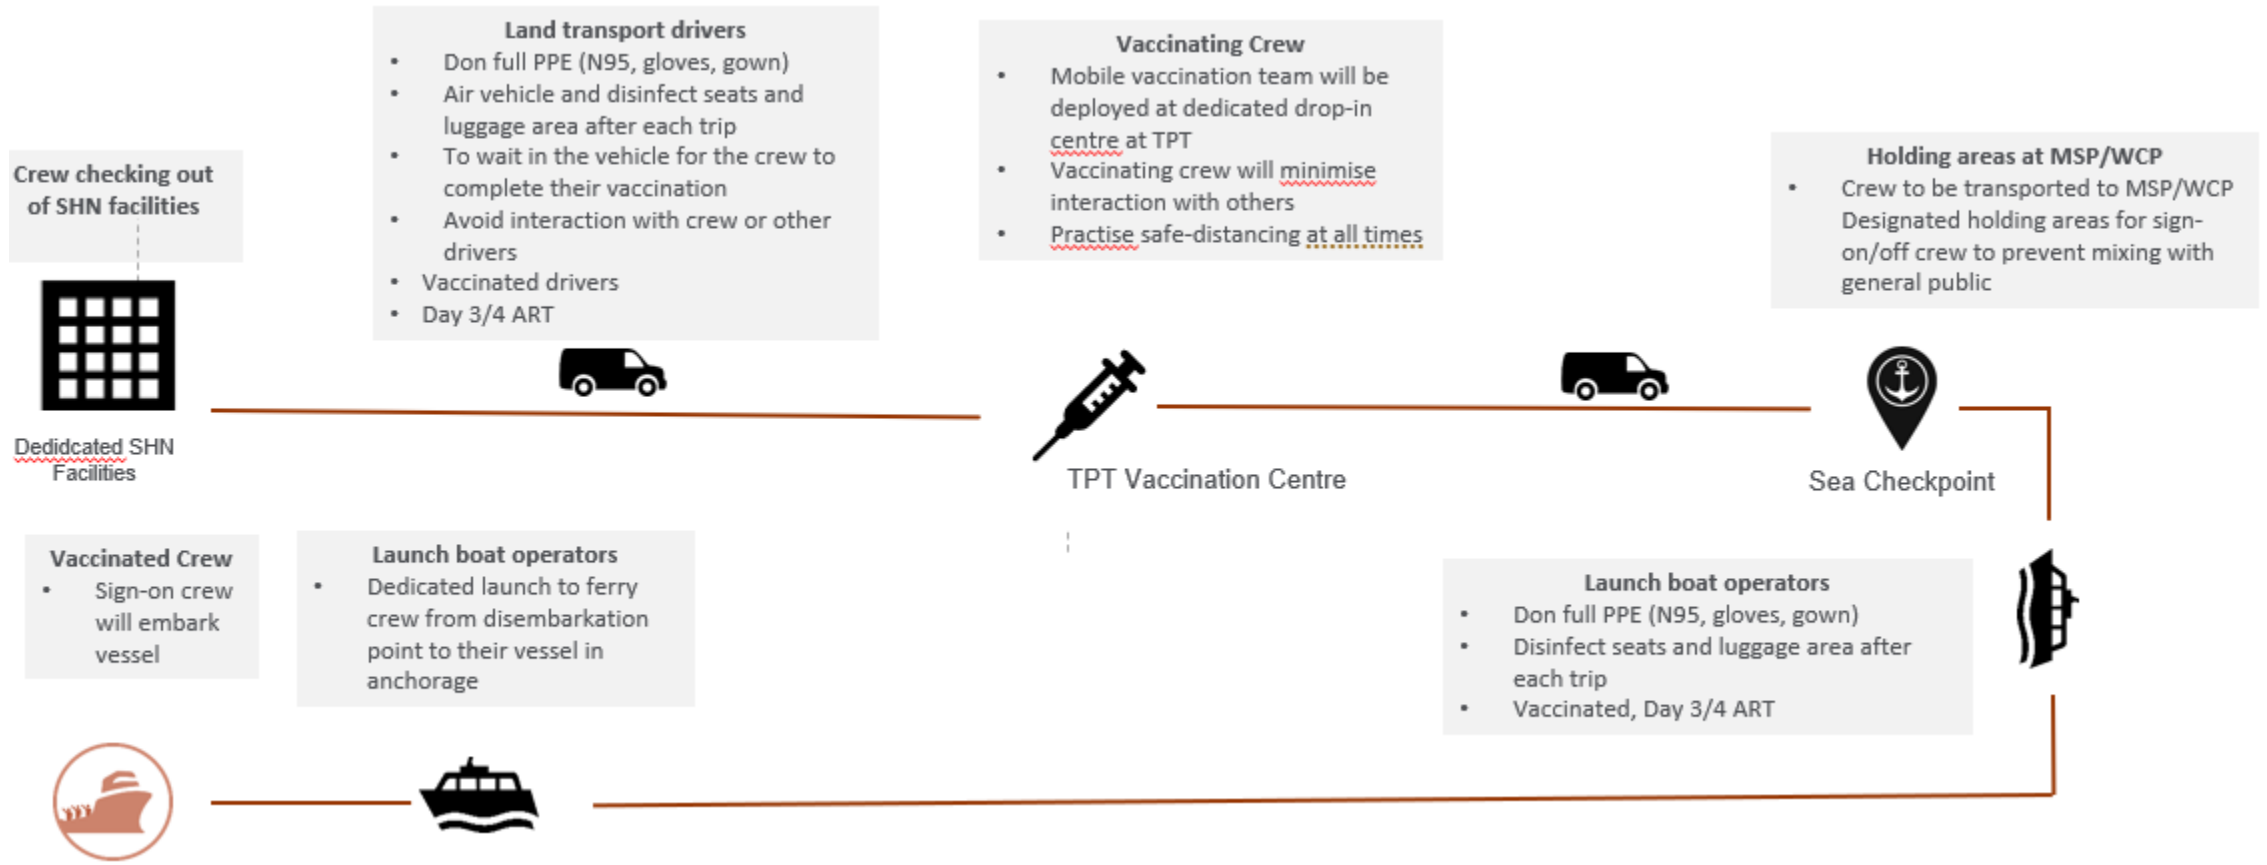 Crew checking out
of SHN facilities
Dedidcated SHN
Facilities
Land transport drivers
• Don full PPE (N95, gloves, gown)
• Air vehicle and disinfect seats and
luggage area after each trip
• To wait in the vehicle for the crew to
complete their vaccination
• Avoid interaction with crew or other
drivers
• Vaccinated drivers
• Day 3/4 ART
Vaccinating Crew
• Mobile vaccination team will be
deployed at dedicated drop-in
centre at TPT
• Vaccinating crew will minimise
interaction with others
• Practise safe-distancing at all times
TPT Vaccination Centre
Holding areas at MSP/WCP
• Crew to be transported to MSP/WCP
Designated holding areas for sign-
on/off crew to prevent mixing with
general public
Sea Checkpoint
Launch boat operators
• Don full PPE (N95, gloves, gown)
• Disinfect seats and luggage area after
each trip
• Vaccinated, Day 3/4 ART
Launch boat operators
• Dedicated launch to ferry
crew from disembarkation
point to their vessel in
anchorage
Vaccinated Crew
• Sign-on crew
will embark
vessel